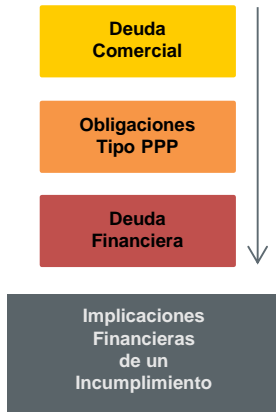 Deuda
Comercial
Obligaciones
Tipo PPP
Deuda
Financiera
Implicaciones
Financieras
de un
Incumplimiento